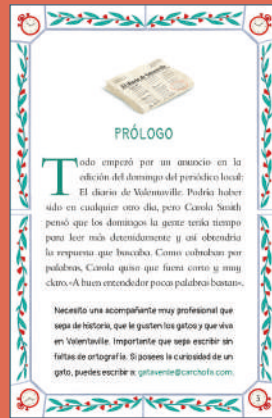 El diario de Valentaville
PRÓLOGO
Todo empezó por un anuncio en la
edición del domingo del periódico local:
El diario de Valentaville. Podría haber
sido en cualquier otro día, pero Carola Smith
pensó que los domingos la gente tenía tiempo
para leer más detenidamente y así obtendría
la respuesta que buscaba. Como cobraban por
palabras, Carola quiso que fuera corto y muy
claro. «A buen entendedor pocas palabras bastan».
Necesito una acompañante muy profesional que
sepa de historia, que le gusten los gatos y que viva
en Valentaville. Importante que sepa escribir sin
faltas de ortografía. Si posees la curiosidad de un
gato, puedes escribir a: gataverde@carchofa.com.
5